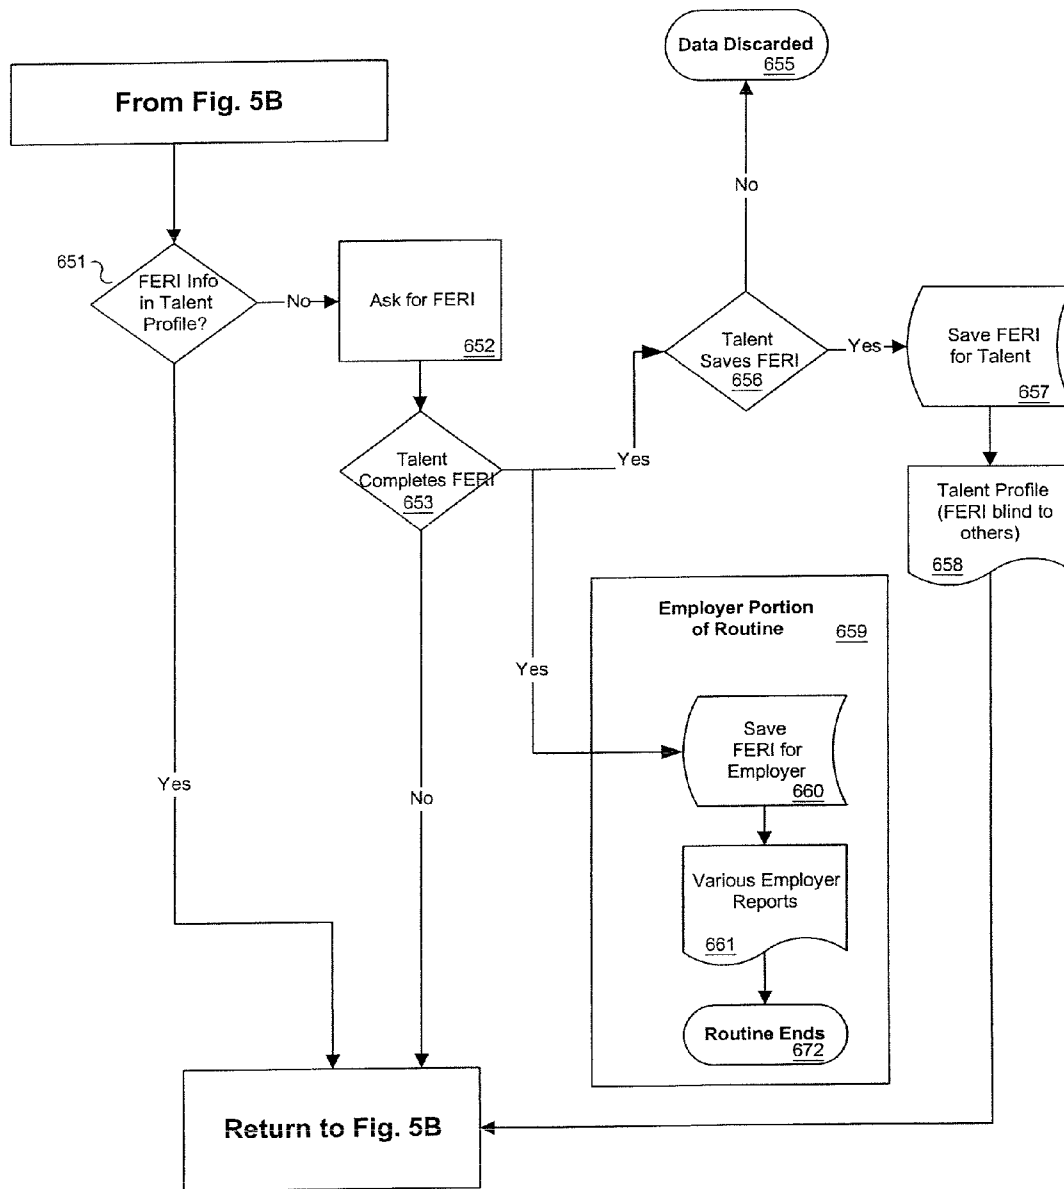 Data Discarded
655
From Fig. 5B
No
651
FERI Info
in Talent
Profile?
No
Ask for FERI
652
Talent
Saves FERI
656
Yes
Save FERI
for Talent
657
Talent
Completes FERI
653
Yes
Talent Profile
(FERI blind to
others)
658
Employer Portion
of Routine
659
Yes
Save
FERI for
Employer
660
Yes
No
Various Employer
Reports
661
Routine Ends
672
Return to Fig. 5B